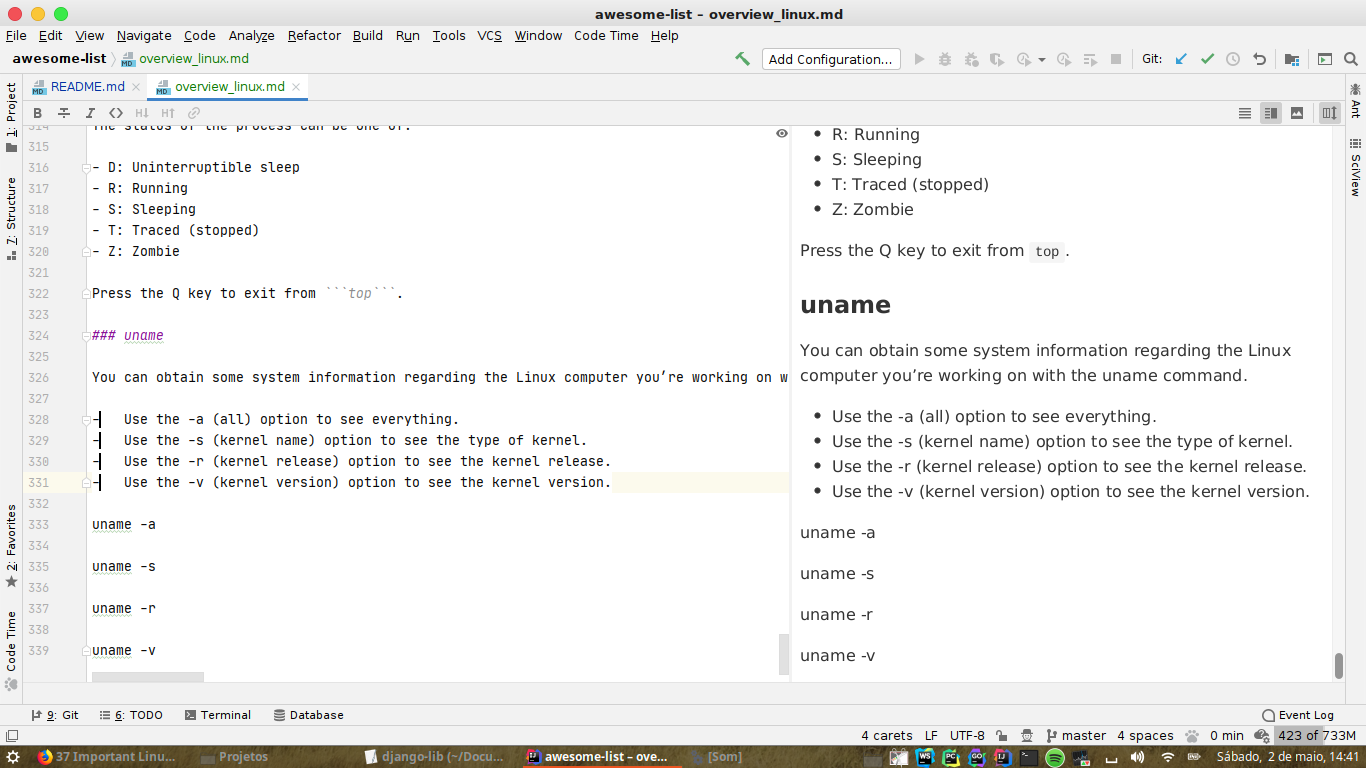 awesome-list – overview_linux.md
File Edit View Navigate Code Analyze Refactor Build Run Tools VCS Window Code Time Help
awesome-list overview_linux.md Add Configuration... Git:
README.md overview_linux.md
1: Project
7: Structure
2: Favorites
Code Time
314 The status of the process can be one of:
315
316 - D: Uninterruptible sleep
317 - R: Running
318 - S: Sleeping
319 - T: Traced (stopped)
320 - Z: Zombie
321
322 Press the Q key to exit from ```top```.
323
324 ### uname
325
326 You can obtain some system information regarding the Linux computer you’re working on w
327
328 - Use the -a (all) option to see everything.
329 - Use the -s (kernel name) option to see the type of kernel.
330 - Use the -r (kernel release) option to see the kernel release.
331 - Use the -v (kernel version) option to see the kernel version.
332
333 uname -a
334
335 uname -s
336
337 uname -r
338
339 uname -v
• R: Running
• S: Sleeping
• T: Traced (stopped)
• Z: Zombie
Press the Q key to exit from top.
uname
You can obtain some system information regarding the Linux
computer you’re working on with the uname command.
• Use the -a (all) option to see everything.
• Use the -s (kernel name) option to see the type of kernel.
• Use the -r (kernel release) option to see the kernel release.
• Use the -v (kernel version) option to see the kernel version.
uname -a
uname -s
uname -r
uname -v
Ant
SciView
9: Git 6: TODO Terminal Database Event Log
4 carets LF UTF-8 master 4 spaces 0 min 423 of 733M
37 Important Linu... Projetos django-lib (~/Docu... awesome-list – ove... [Som] Sábado, 2 de maio, 14:41